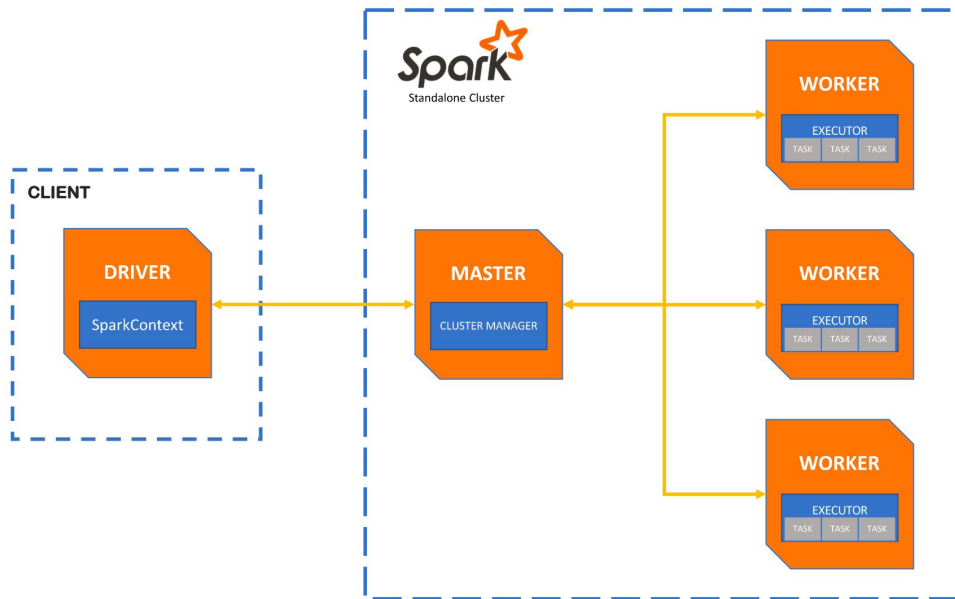 Spark
Standalone Cluster
CLIENT
DRIVER
SparkContext
MASTER
CLUSTER MANAGER
WORKER
EXECUTOR
TASK TASK TASK
WORKER
EXECUTOR
TASK TASK TASK
WORKER
EXECUTOR
TASK TASK TASK